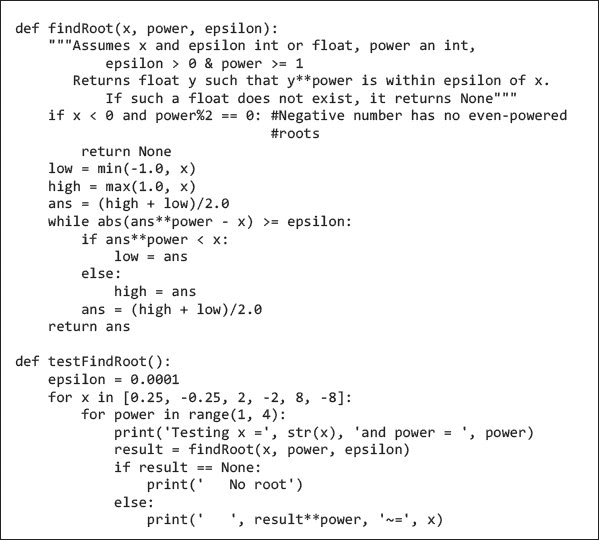 def findRoot(x, power, epsilon):
    """Assumes x and epsilon int or float, power an int,
           epsilon > 0 & power >= 1
       Returns float y such that y**power is within epsilon of x.
           If such a float does not exist, it returns None"""
    if x < 0 and power%2 == 0: #Negative number has no even-powered
                               #roots
        return None
    low = min(-1.0, x)
    high = max(1.0, x)
    ans = (high + low)/2.0
    while abs(ans**power - x) >= epsilon:
        if ans**power < x:
            low = ans
        else:
            high = ans
        ans = (high + low)/2.0
    return ans

def testFindRoot():
    epsilon = 0.0001
    for x in [0.25, -0.25, 2, -2, 8, -8]:
        for power in range(1, 4):
            print('Testing x =', str(x), 'and power = ', power)
            result = findRoot(x, power, epsilon)
            if result == None:
                print('   No root')
            else:
                print('   ', result**power, '~=', x)